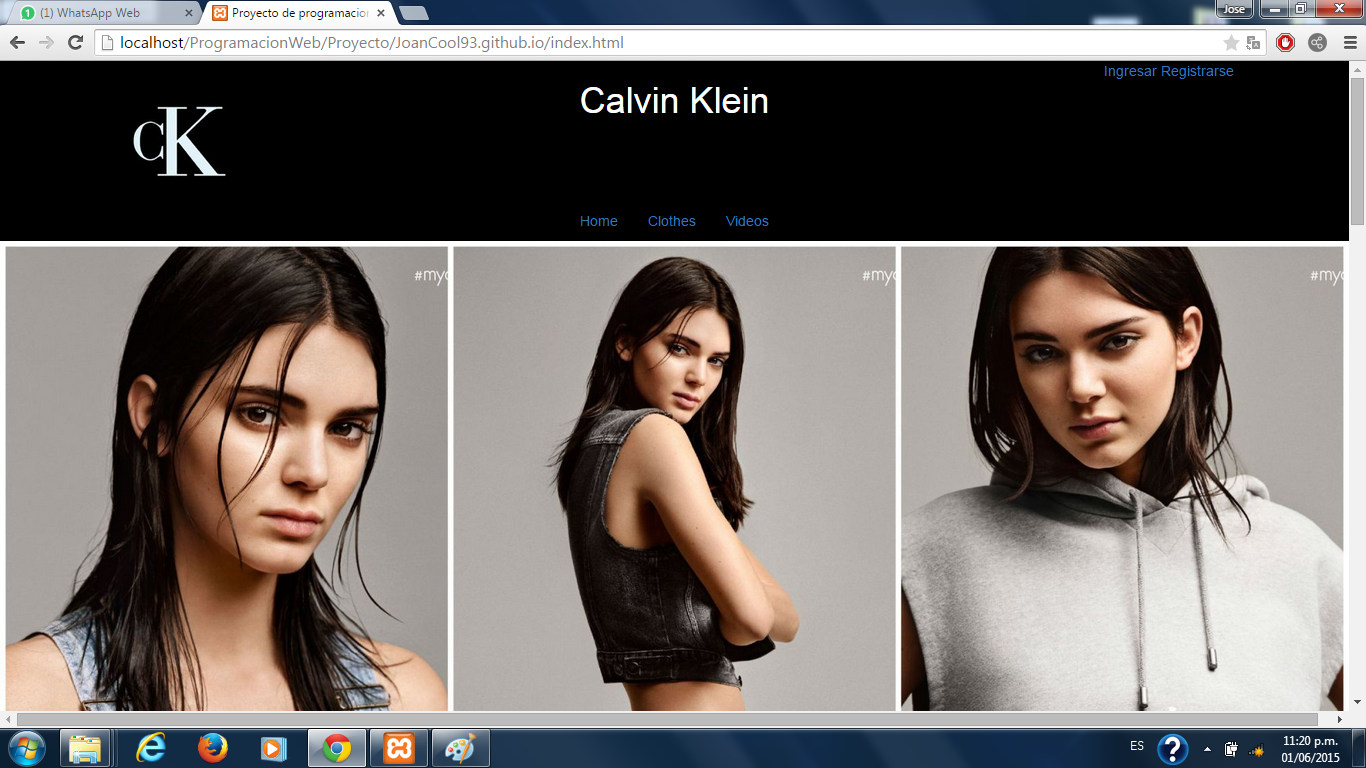 (1) WhatsApp Web
Proyecto de programacion
Jose
localhost/ProgramacionWeb/Proyecto/JoanCool93.github.io/index.html
Ingresar Registrarse
Calvin Klein
cK
Home Clothes Videos
#myc
#myc
#myc
ES
11:20 p.m.
01/06/2015